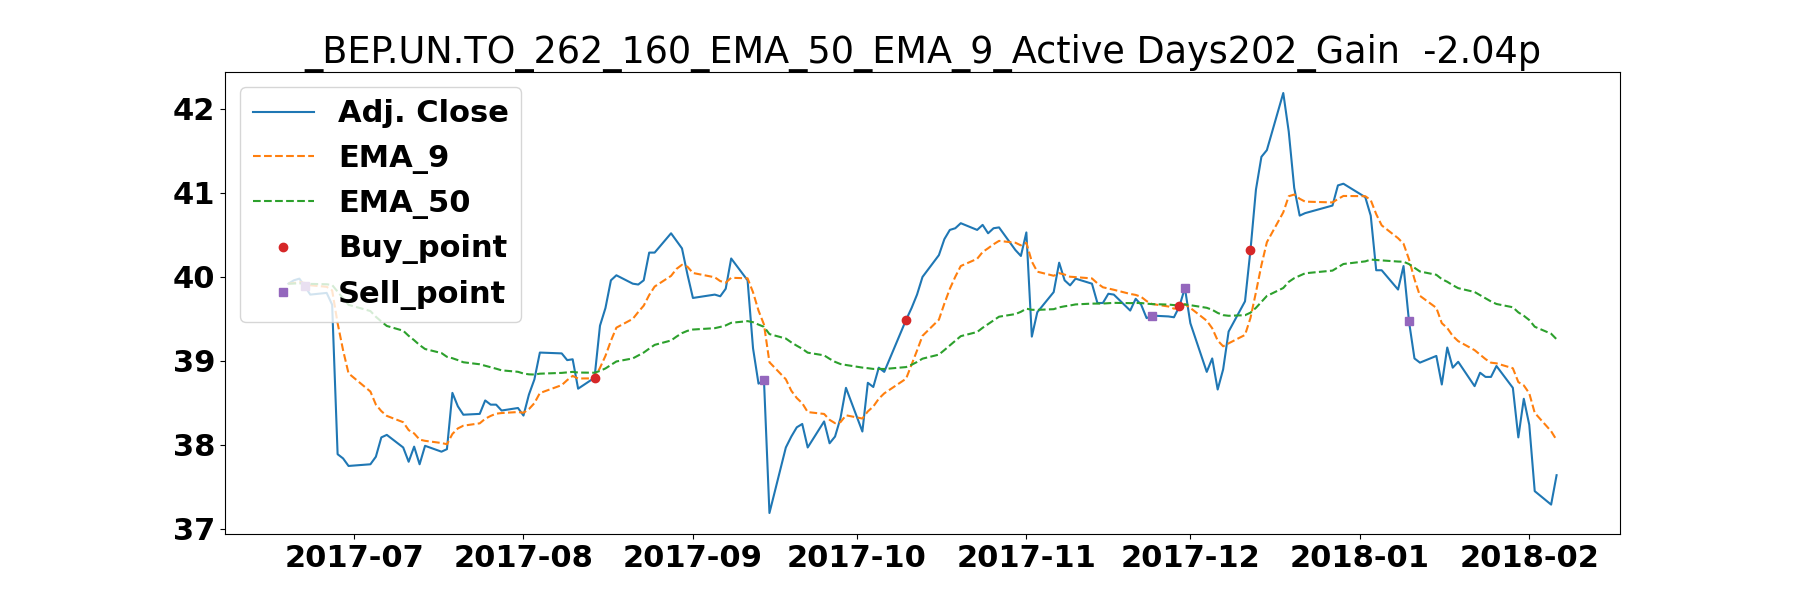 _BEP.UN.TO_262_160_EMA_50_EMA_9_Active Days202_Gain  -2.04p
42
41
40
39
38
37
Adj. Close
EMA_9
EMA_50
Buy_point
Sell_point
2017-07 2017-08 2017-09 2017-10 2017-11 2017-12 2018-01 2018-02